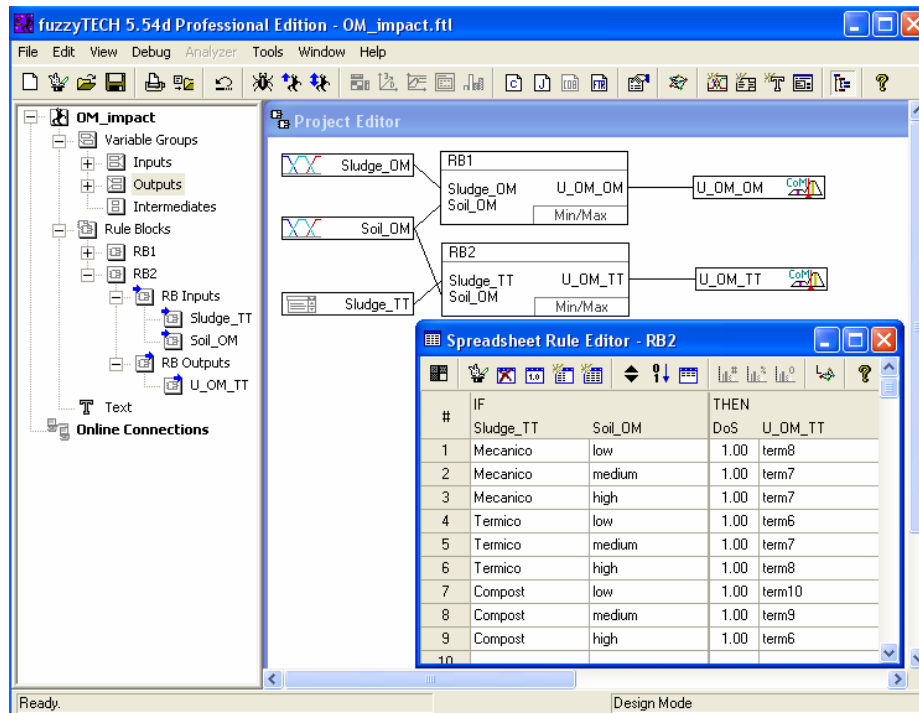 fuzzyTECH 5.54d Professional Edition - OM_impact.ftl
File Edit View Debug Analyzer Tools Window Help
OM_impact
Variable Groups
Inputs
Outputs
Intermediates
Rule Blocks
RB1
RB2
RB Inputs
Sludge_TT
Soil_OM
RB Outputs
U_OM_TT
Text
Online Connections
Project Editor
Sludge_OM
Soil_OM
Sludge_TT
RB1
Sludge_OM U_OM_OM
Soil_OM
Min/Max
RB2
Sludge_TT U_OM_TT
Soil_OM
Min/Max
U_OM_OM CoM
U_OM_TT CoM
Spreadsheet Rule Editor - RB2
# IF THEN
Sludge_TT Soil_OM DoS U_OM_TT
1 Mecanico low 1.00 term8
2 Mecanico medium 1.00 term7
3 Mecanico high 1.00 term7
4 Termico low 1.00 term6
5 Termico medium 1.00 term7
6 Termico high 1.00 term8
7 Compost low 1.00 term10
8 Compost medium 1.00 term9
9 Compost high 1.00 term6
10
Ready. Design Mode